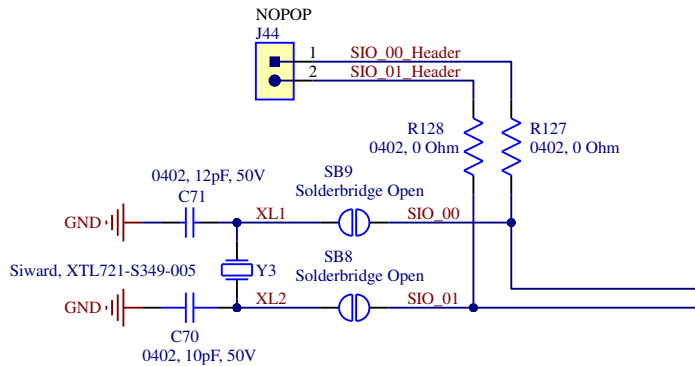 NOPOP
J44
1
SIO_00_Header
2
SIO_01_Header
R128
0402, 0 Ohm
R127
0402, 0 Ohm
0402, 12pF, 50V
C71
SB9
Solderbridge Open
GND
XL1
SIO_00
Siward, XTL721-S349-005
Y3
SB8
Solderbridge Open
GND
XL2
SIO_01
C70
0402, 10pF, 50V